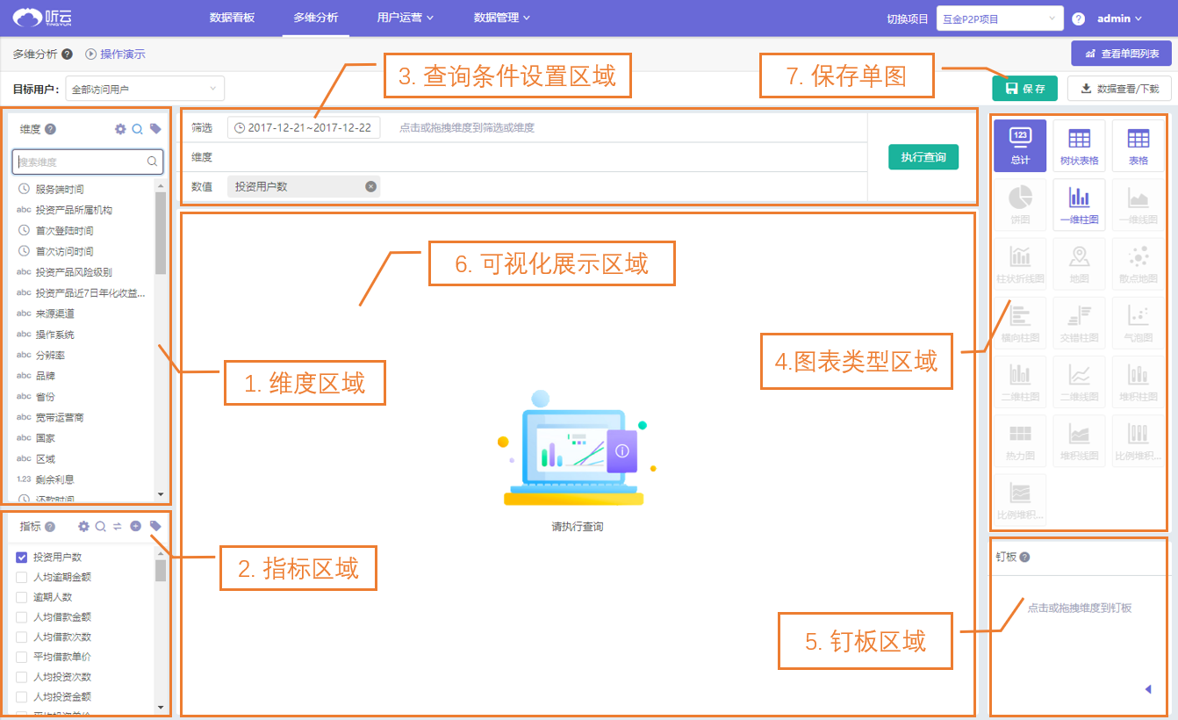 听云
TINGYUN
数据看板
多维分析
用户运营
数据管理
切换项目
互金P2P项目
admin
多维分析
操作演示
查看单图列表
目标用户：
全部访问用户
3. 查询条件设置区域
7. 保存单图
保存
数据查看/下载
维度
搜索维度
服务端时间
abc 投资产品所属机构
首次登陆时间
首次访问时间
abc 投资产品风险级别
abc 投资产品近7日年化收益...
abc 来源渠道
abc 操作系统
abc 分辨率
abc 品牌
abc 省份
abc 宽带运营商
abc 国家
abc 区域
123 剩余利息
还款时间
1. 维度区域
指标
投资用户数
人均逾期金额
逾期人数
人均借款金额
人均借款次数
平均借款单价
人均投资次数
人均投资金额
平均投资单价
2. 指标区域
筛选
2017-12-21~2017-12-22
点击或拖拽维度到筛选或维度
维度
数值
投资用户数
执行查询
6. 可视化展示区域
请执行查询
123
总计
树状表格
表格
饼图
一维柱图
一维线图
柱状折线图
地图
散点地图
横向柱图
交错柱图
气泡图
二维柱图
二维线图
堆积柱图
热力图
堆积线图
比例堆积...
比例堆积...
4.图表类型区域
钉板
点击或拖拽维度到钉板
5. 钉板区域